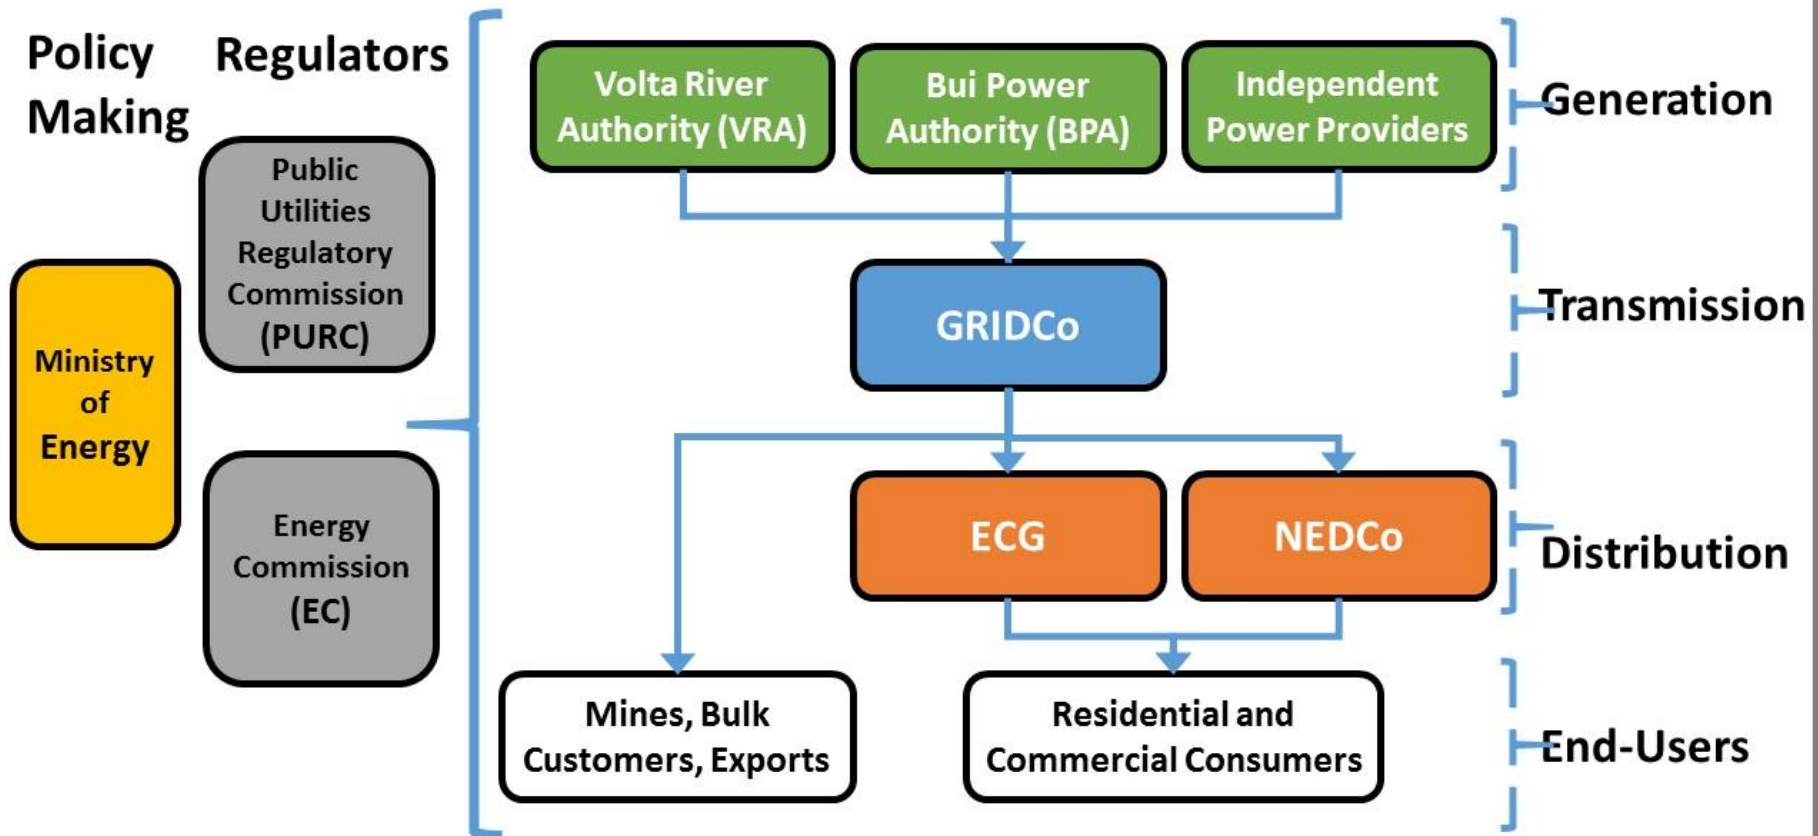 Policy
Making
Regulators
Public
Utilities
Regulatory
Commission
(PURC)
Ministry
of
Energy
Energy
Commission
(EC)
Volta River
Authority (VRA)
Bui Power
Authority (BPA)
Independent
Power Providers
Generation
GRIDCo
Transmission
ECG
NEDCo
Distribution
Mines, Bulk
Customers, Exports
Residential and
Commercial Consumers
End-Users